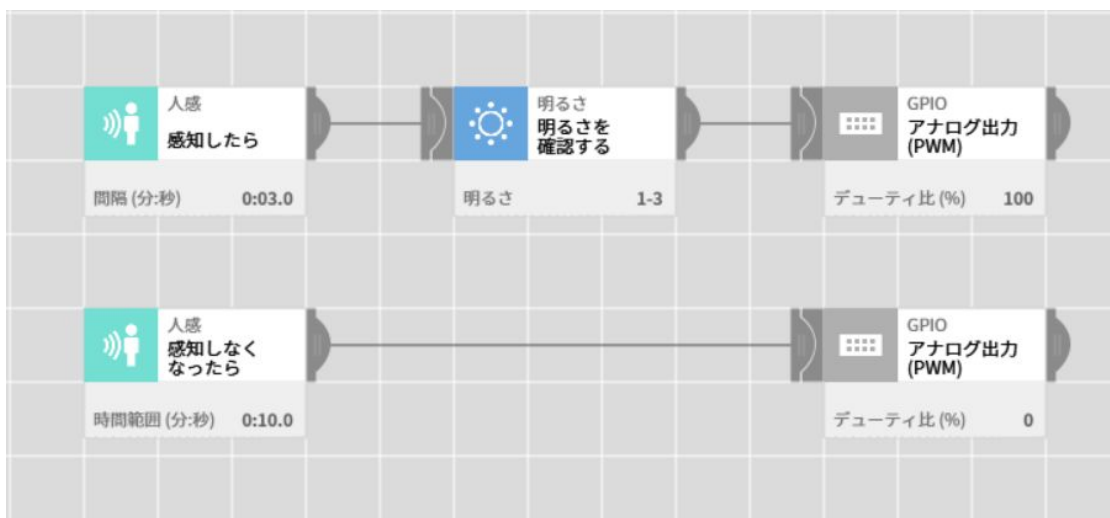 人感
感知したら
間隔 (分:秒) 0:03.0
明るさ
明るさを
確認する
明るさ 1-3
GPIO
アナログ出力
(PWM)
デューティ比 (%) 100
人感
感知しなく
なったら
時間範囲 (分:秒) 0:10.0
GPIO
アナログ出力
(PWM)
デューティ比 (%) 0